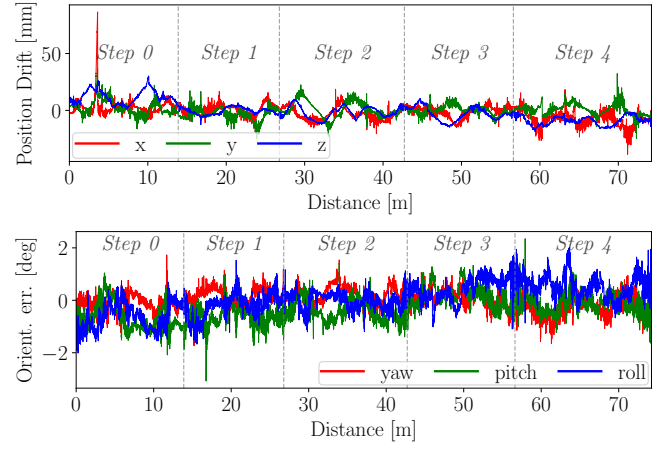 Position Drift [mm]
50
0
Step 0 Step 1 Step 2 Step 3 Step 4
x y z
0 10 20 30 40 50 60 70
Distance [m]
Orient. err. [deg]
2
0
−2
Step 0 Step 1 Step 2 Step 3 Step 4
yaw pitch roll
0 10 20 30 40 50 60 70
Distance [m]